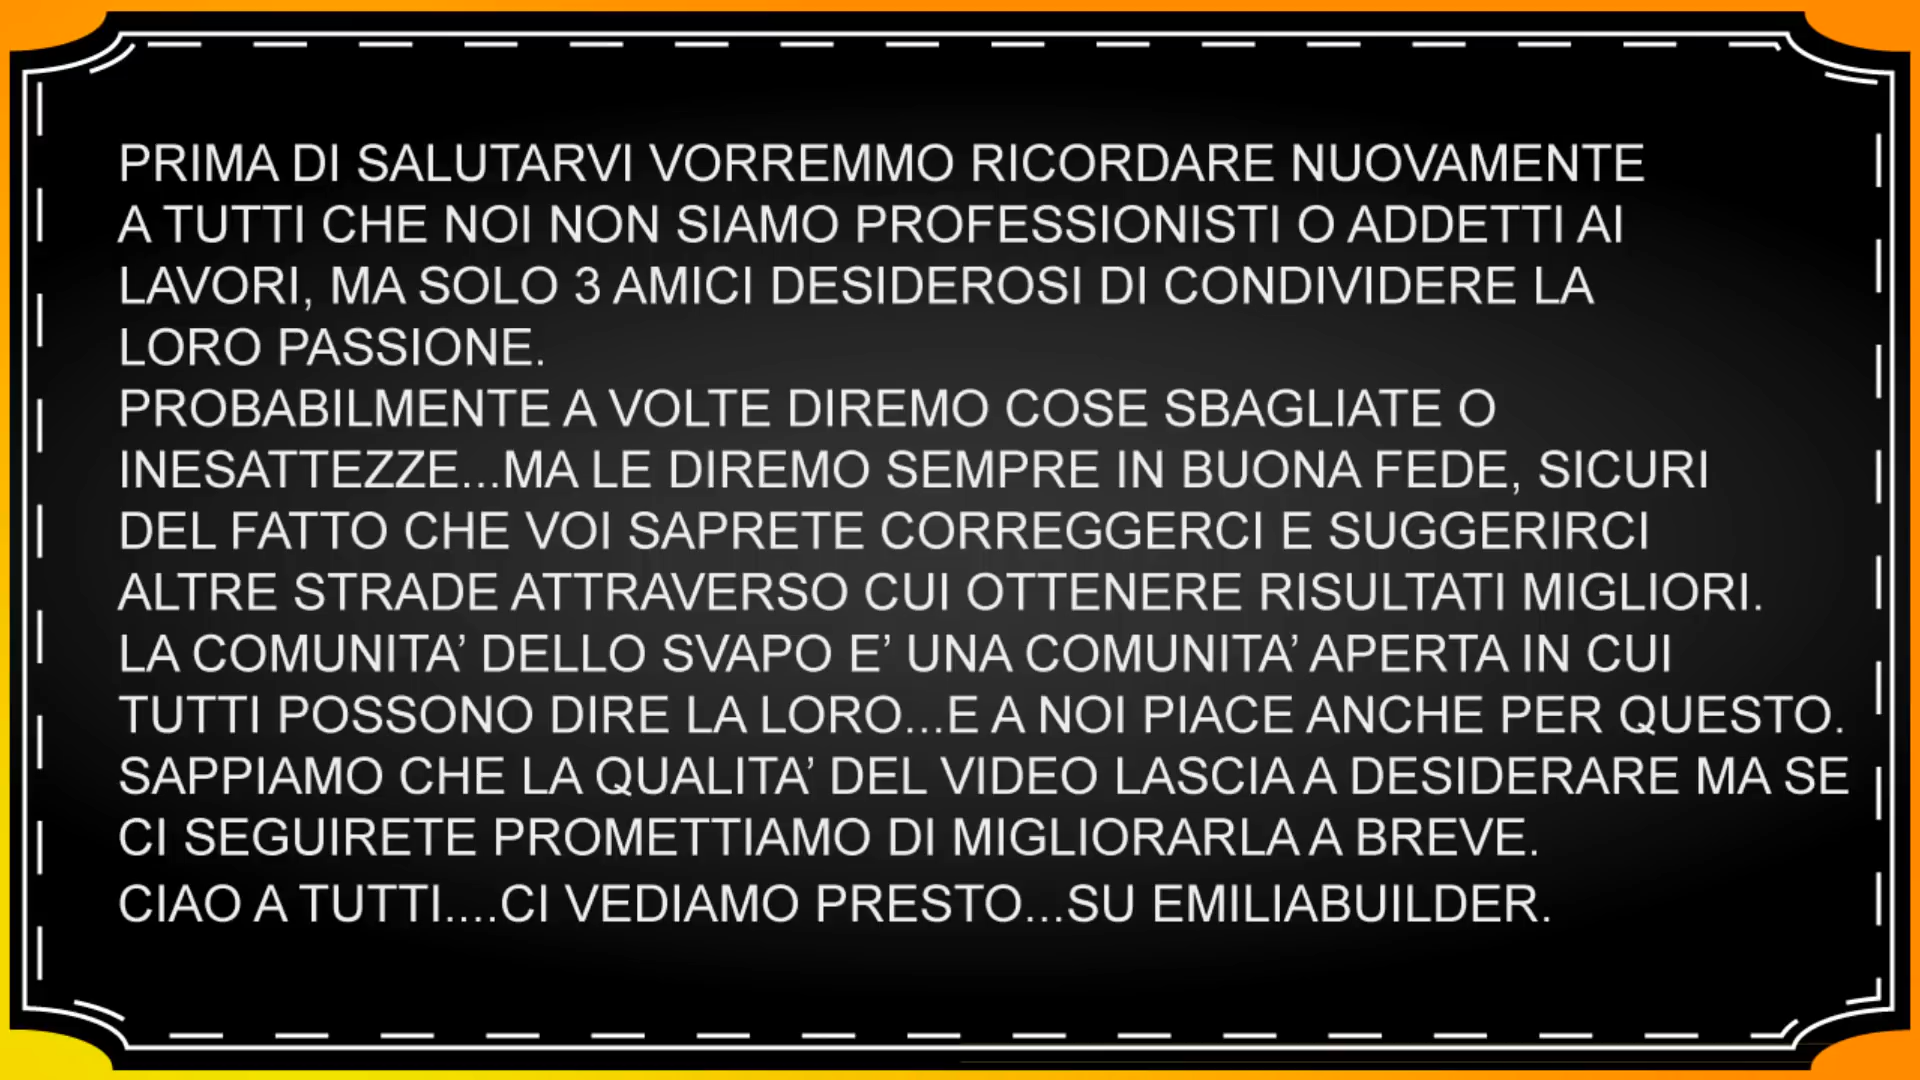 PRIMA DI SALUTARVI VORREMMO RICORDARE NUOVAMENTE
A TUTTI CHE NOI NON SIAMO PROFESSIONISTI O ADDETTI AI
LAVORI, MA SOLO 3 AMICI DESIDEROSI DI CONDIVIDERE LA
LORO PASSIONE.
PROBABILMENTE A VOLTE DIREMO COSE SBAGLIATE O
INESATTEZZE...MA LE DIREMO SEMPRE IN BUONA FEDE, SICURI
DEL FATTO CHE VOI SAPRETE CORREGGERCI E SUGGERIRCI
ALTRE STRADE ATTRAVERSO CUI OTTENERE RISULTATI MIGLIORI.
LA COMUNITA’ DELLO SVAPO E’ UNA COMUNITA’ APERTA IN CUI
TUTTI POSSONO DIRE LA LORO...E A NOI PIACE ANCHE PER QUESTO.
SAPPIAMO CHE LA QUALITA’ DEL VIDEO LASCIA A DESIDERARE MA SE
CI SEGUIRETE PROMETTIAMO DI MIGLIORARLA A BREVE.
CIAO A TUTTI....CI VEDIAMO PRESTO...SU EMILIABUILDER.